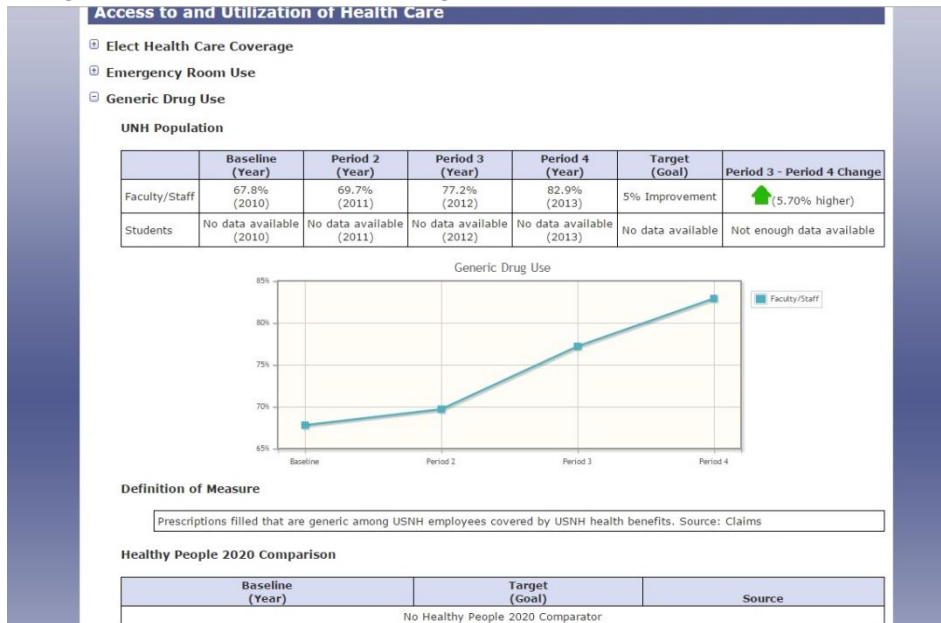 Access to and Utilization of Health Care
Elect Health Care Coverage
Emergency Room Use
Generic Drug Use
UNH Population
Baseline (Year) Period 2 (Year) Period 3 (Year) Period 4 (Year) Target (Goal) Period 3 - Period 4 Change
Faculty/Staff 67.8% (2010) 69.7% (2011) 77.2% (2012) 82.9% (2013) 5% Improvement (5.70% higher)
Students No data available (2010) No data available (2011) No data available (2012) No data available (2013) No data available Not enough data available
Generic Drug Use
85%
Faculty/Staff
80%
75%
70%
65%
Baseline Period 2 Period 3 Period 4
Definition of Measure
Prescriptions filled that are generic among USNH employees covered by USNH health benefits. Source: Claims
Healthy People 2020 Comparison
Baseline (Year) Target (Goal) Source
No Healthy People 2020 Comparator